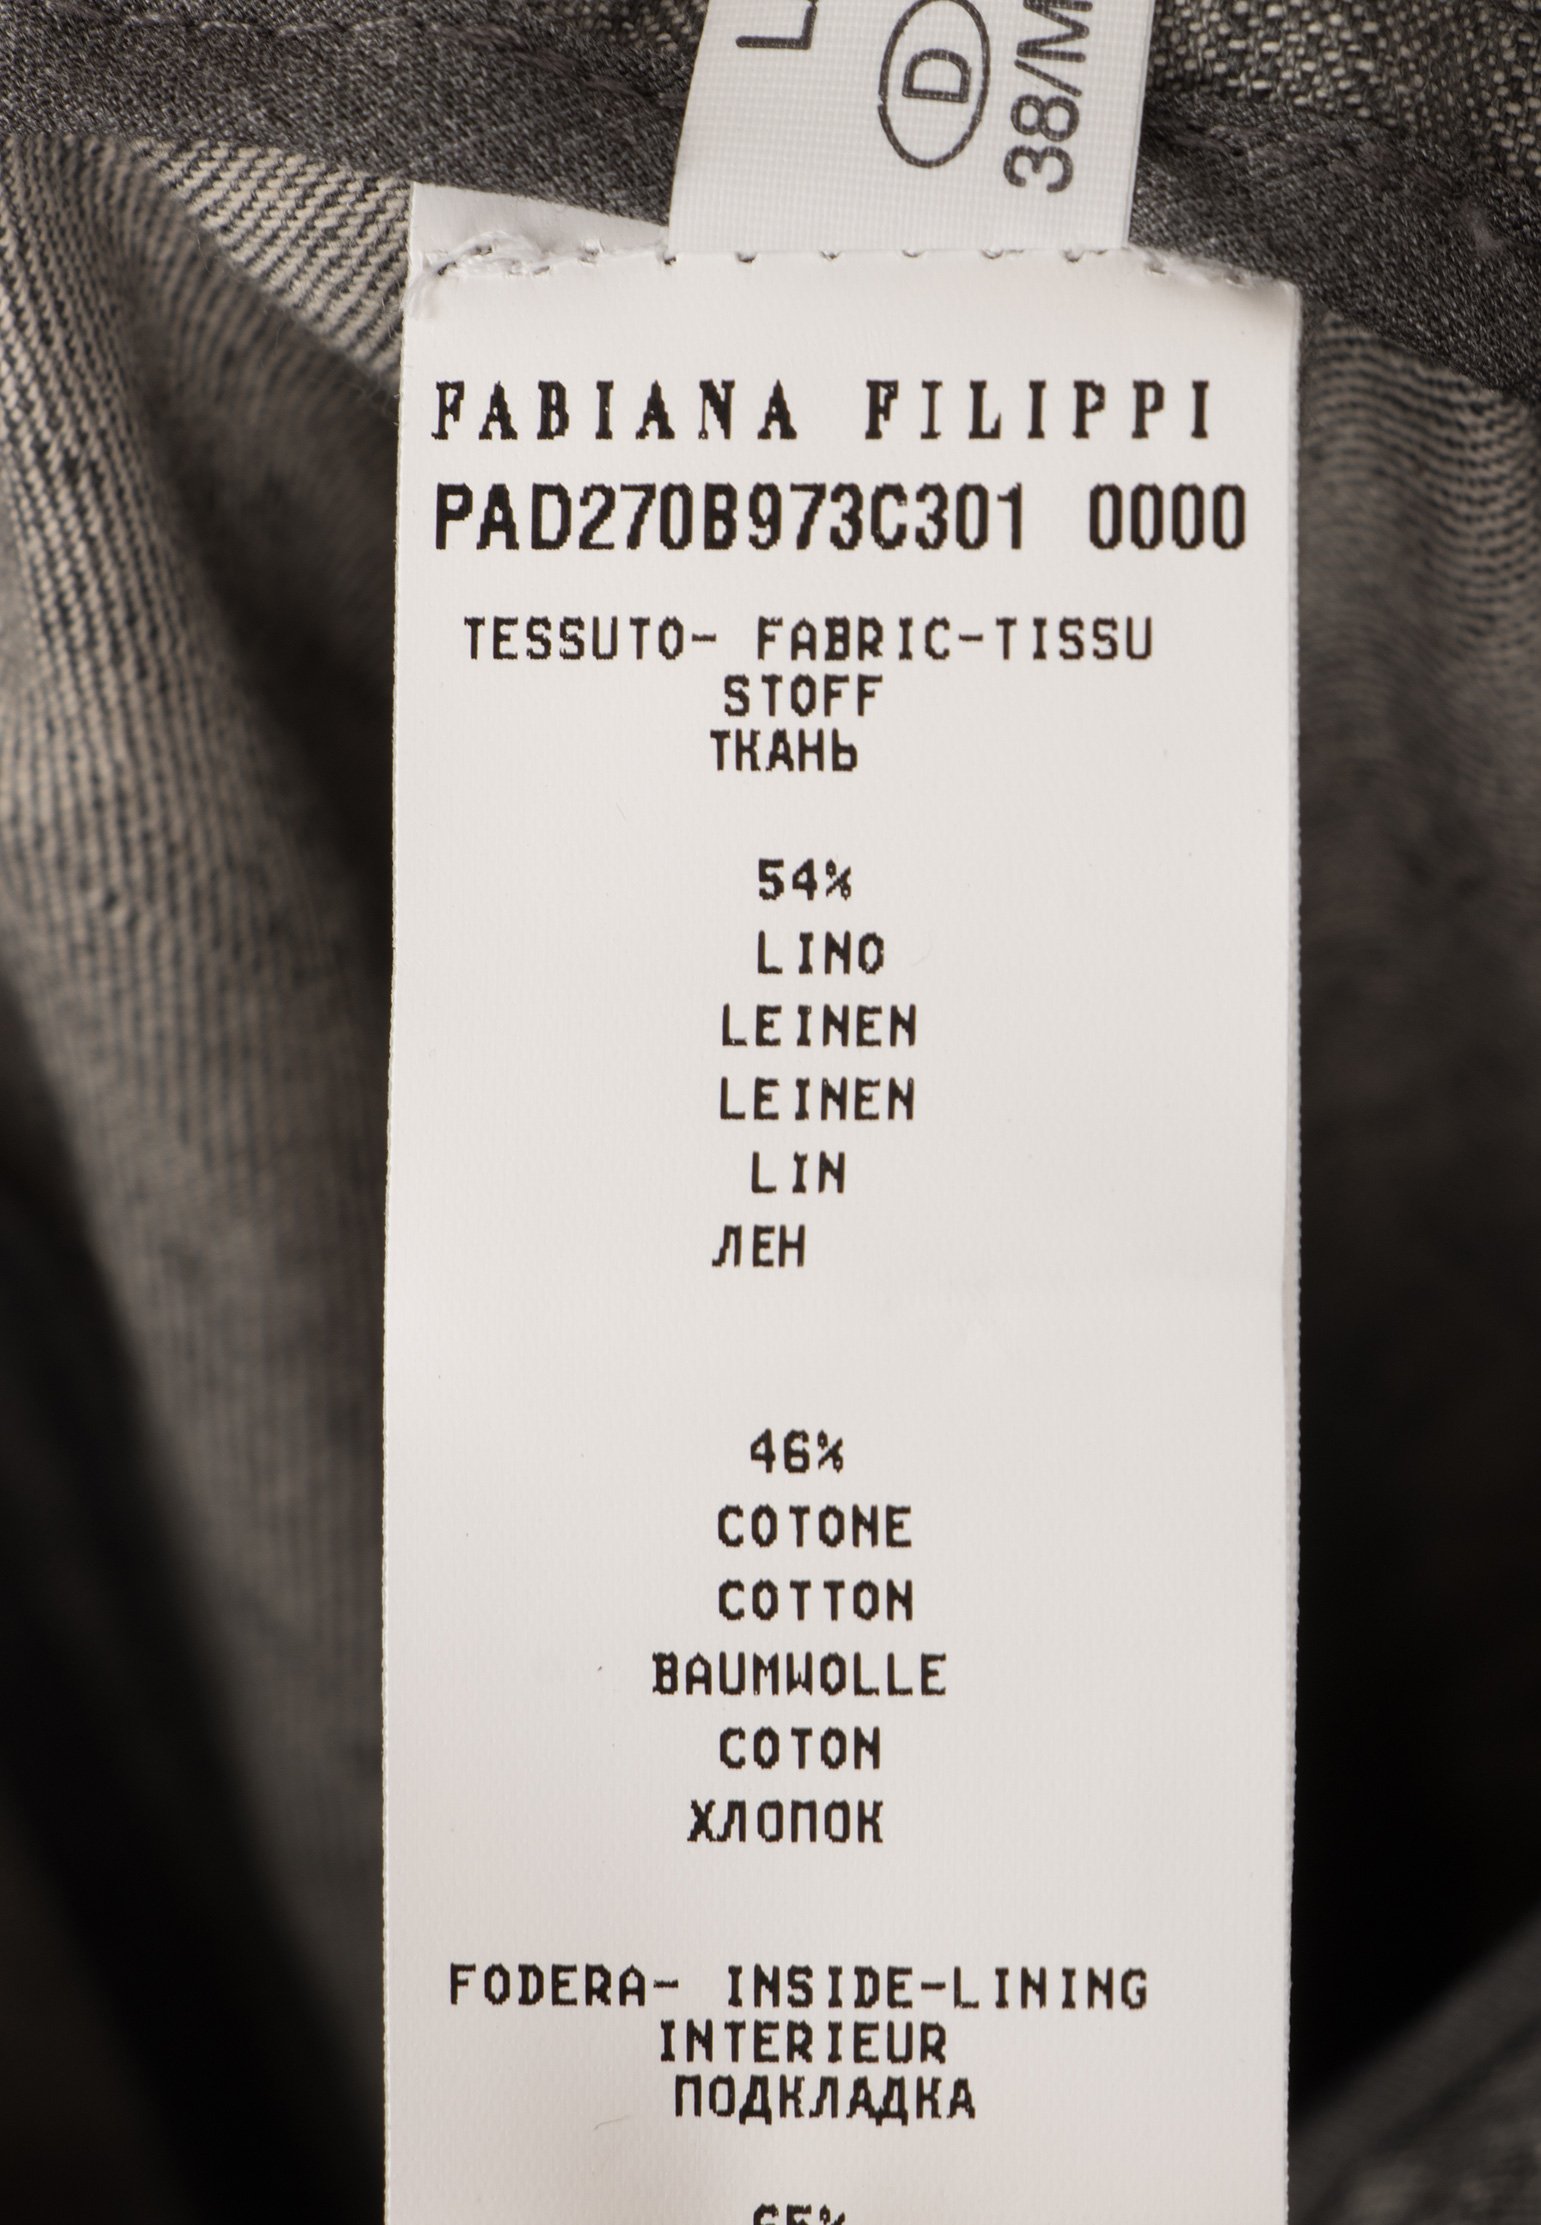 D
38/M
FABIANA FILIPPI
PAD270B973C301 0000
TESSUTO- FABRIC-TISSU
STOFF
ТКАНЬ
54%
LINO
LEINEN
LEINEN
LIN
ЛЕН
46%
COTONE
COTTON
BAUMWOLLE
COTON
ХЛОПОК
FODERA- INSIDE-LINING
INTERIEUR
ПОДКЛАДКА
65%